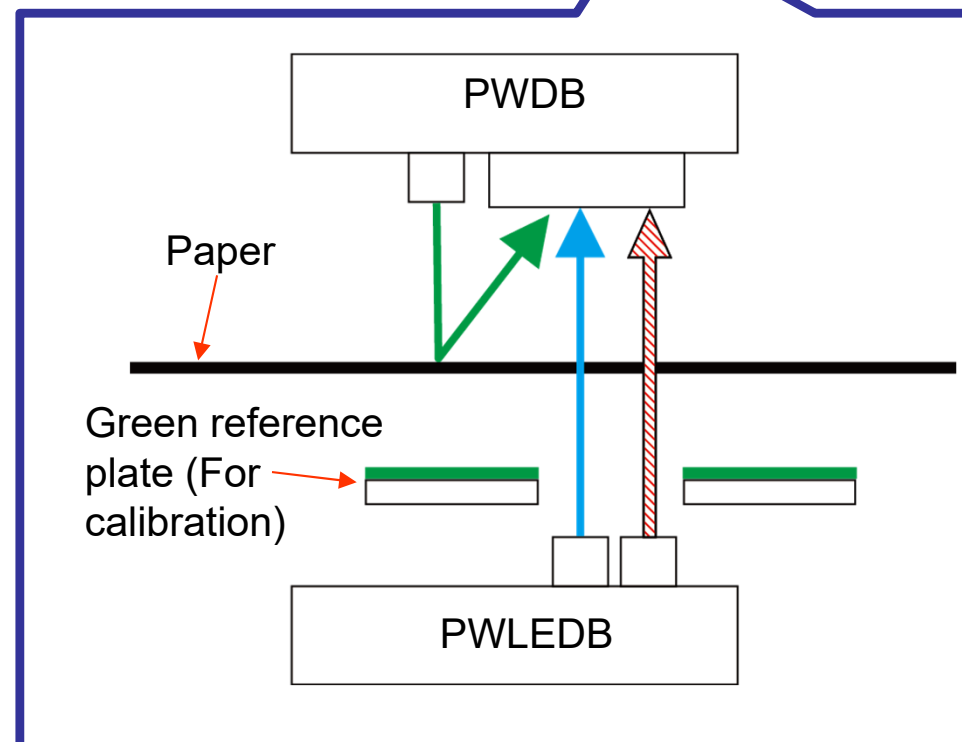 PWDB
Paper
Green reference
plate (For
calibration)
PWLEDB